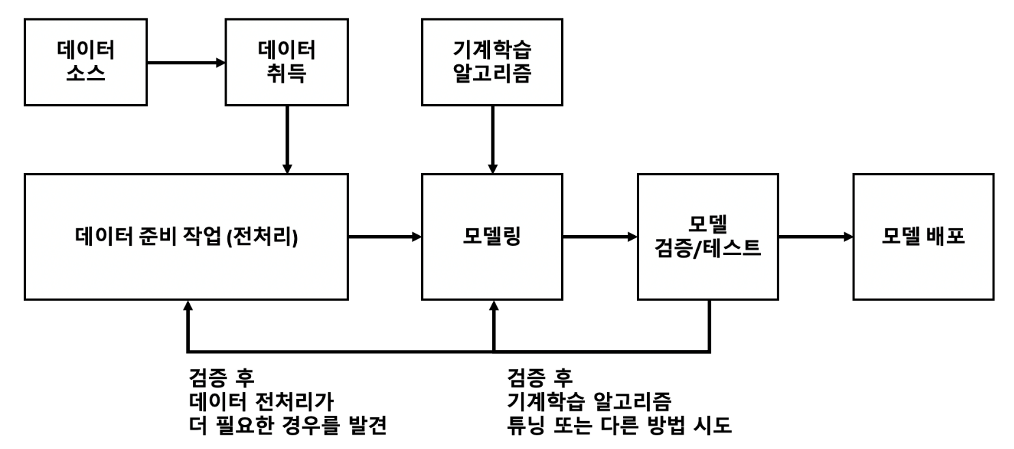 데이터
소스
데이터
취득
기계학습
알고리즘
데이터 준비 작업 (전처리)
모델링
모델
검증/테스트
모델 배포
검증 후
데이터 전처리가
더 필요한 경우를 발견
검증 후
기계학습 알고리즘
튜닝 또는 다른 방법 시도